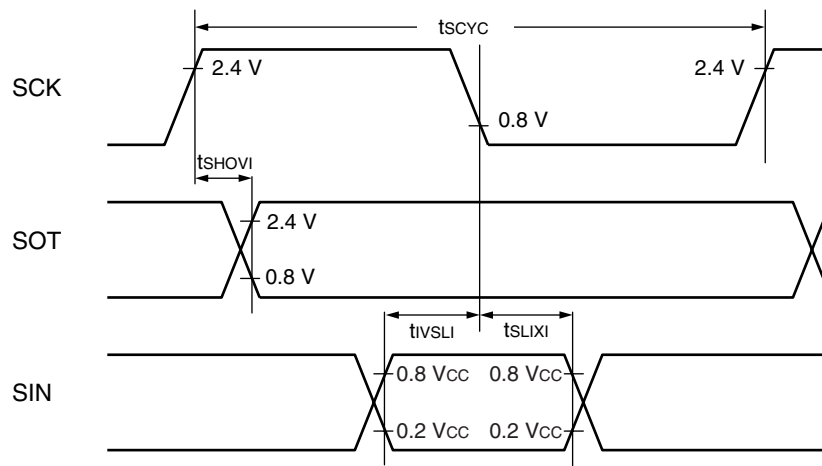 tSCYC
SCK
2.4 V
2.4 V
0.8 V
tSHOVI
SOT
2.4 V
0.8 V
tIVSLI
tSLIXI
SIN
0.8 VCC
0.8 VCC
0.2 VCC
0.2 VCC